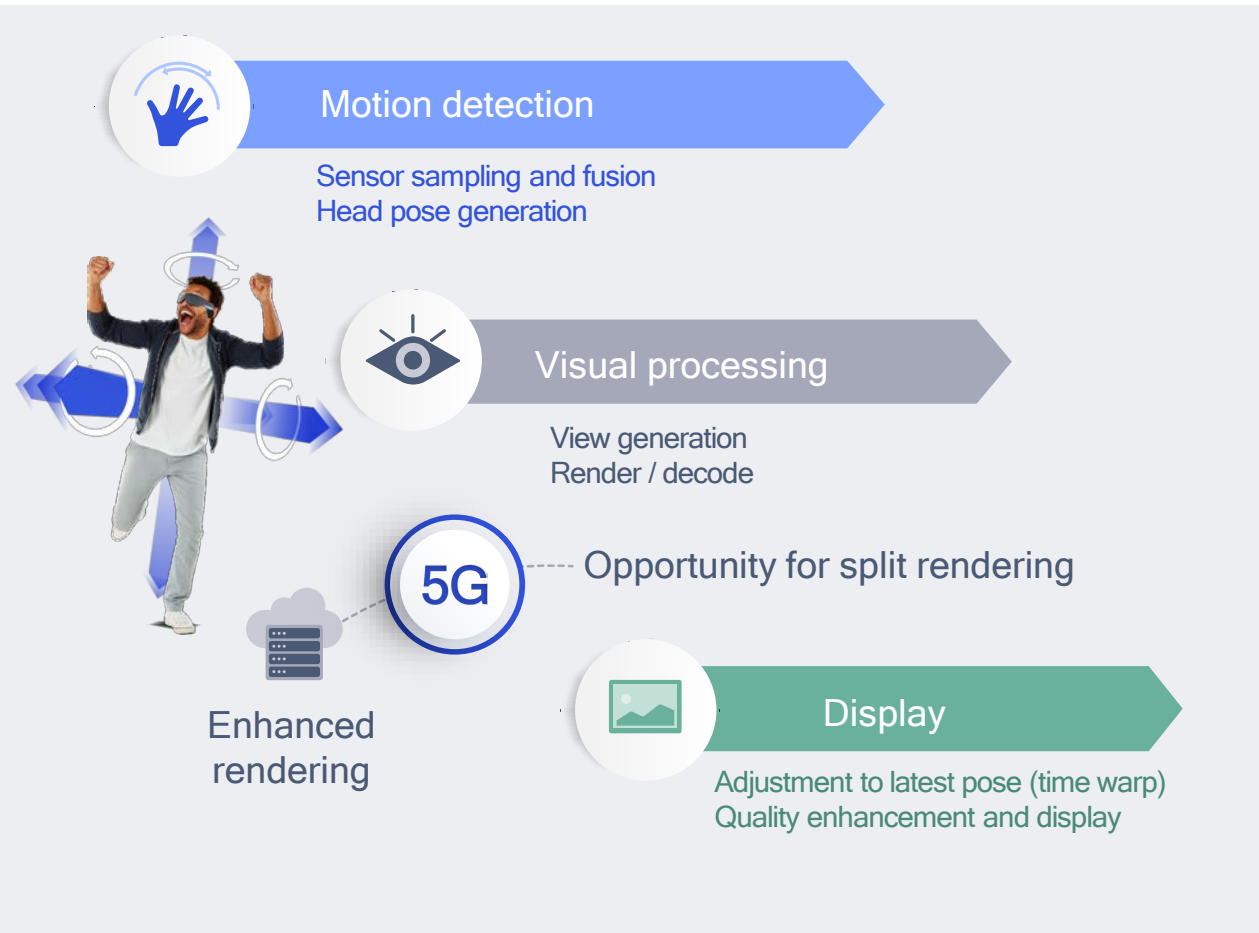 Motion detection
Sensor sampling and fusion
Head pose generation
Visual processing
View generation
Render / decode
5G
Opportunity for split rendering
Enhanced
rendering
Display
Adjustment to latest pose (time warp)
Quality enhancement and display